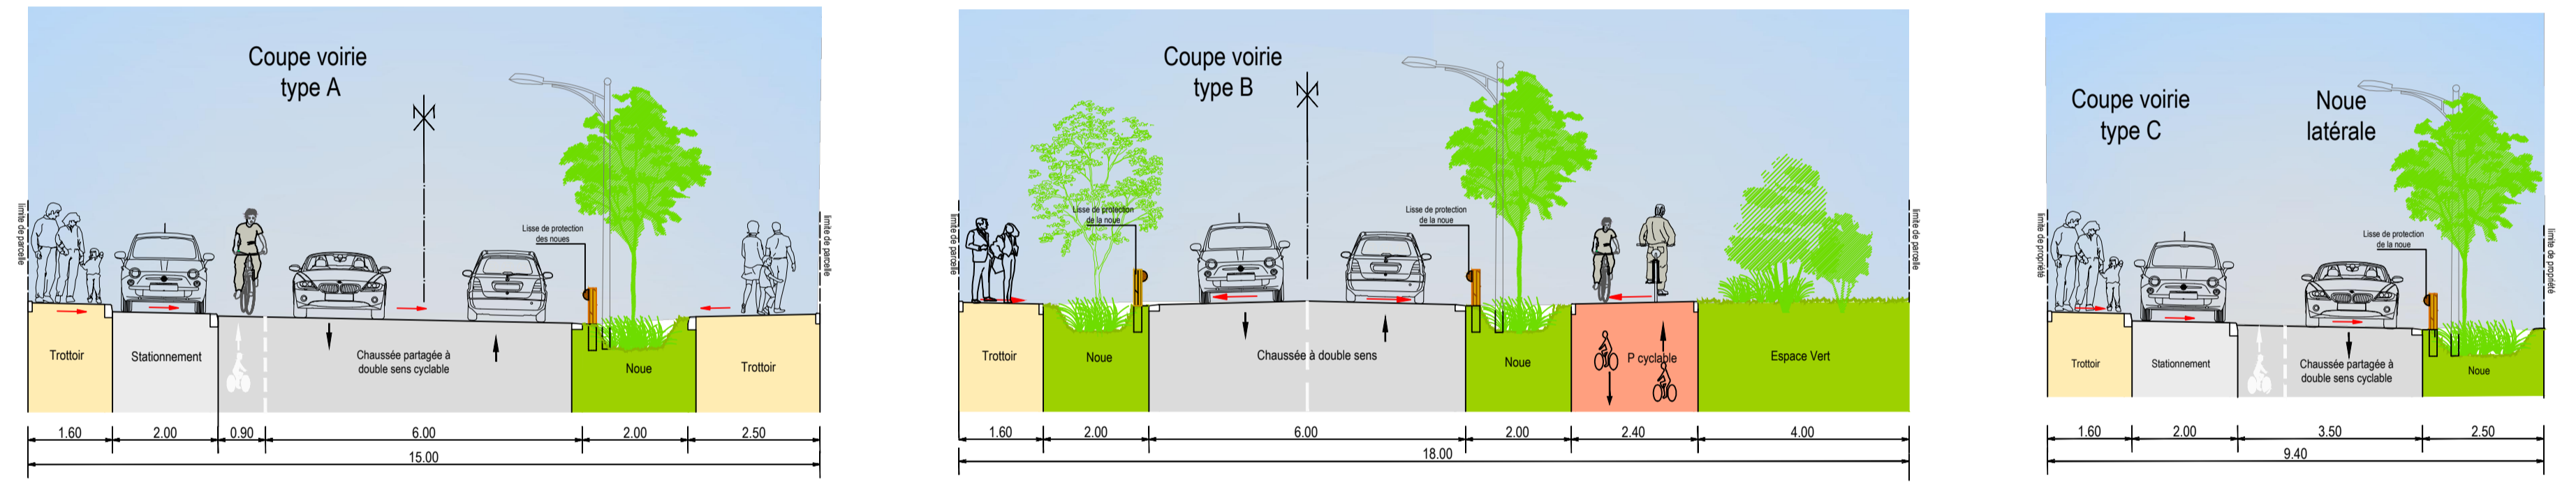 Coupe voirie
type A
limite de parcelle
limite de parcelle
Lisse de protection
des noues
Trottoir
Stationnement
Chaussée partagée à
double sens cyclable
Noue
Trottoir
1.60
2.00
0.90
6.00
2.00
2.50
15.00
Coupe voirie
type B
limite de parcelle
limite de parcelle
Lisse de protection
de la noue
Lisse de protection
de la noue
Trottoir
Noue
Chaussée à double sens
Noue
P cyclable
Espace Vert
1.60
2.00
6.00
2.00
2.40
4.00
18.00
Coupe voirie
type C
Noue
latérale
limite de propriété
limite de propriété
Lisse de protection
de la noue
Trottoir
Stationnement
Chaussée partagée à
double sens cyclable
Noue
1.60
2.00
3.50
2.50
9.40